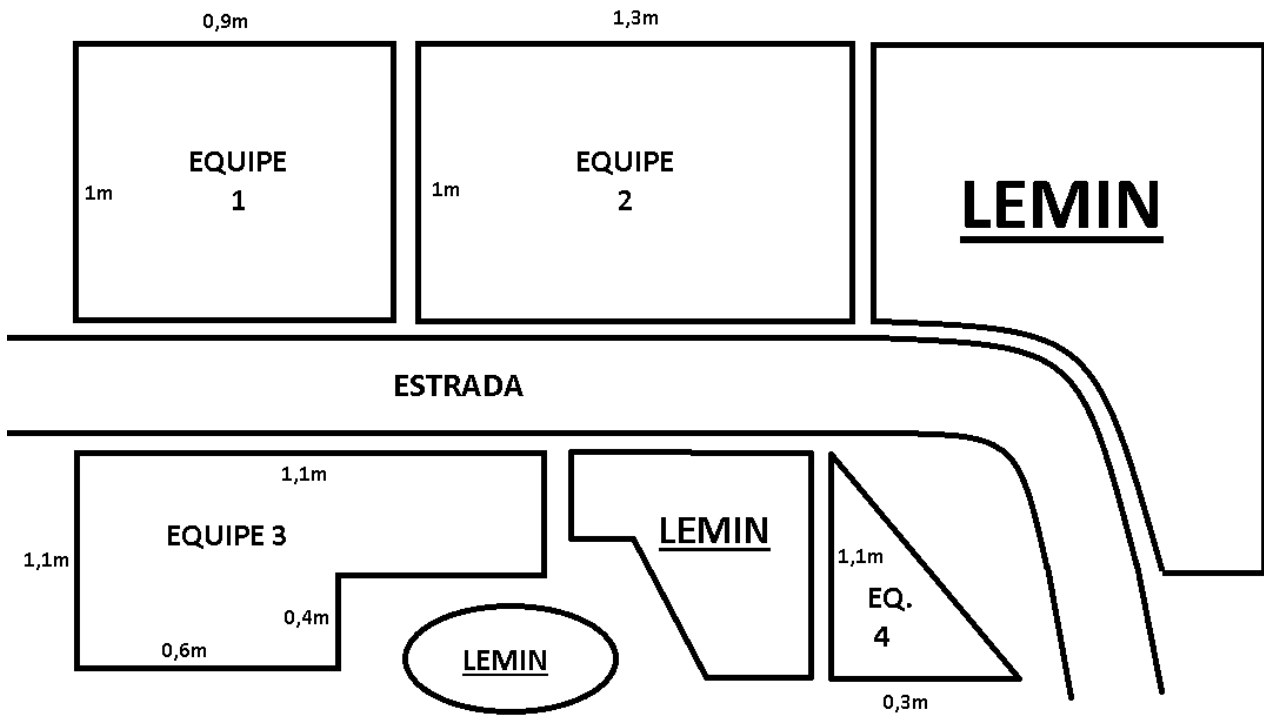 0,9m
1,3m
EQUIPE
1
1m
EQUIPE
2
1m
LEMIN
ESTRADA
1,1m
EQUIPE 3
1,1m
0,4m
0,6m
LEMIN
LEMIN
1,1m
EQ.
4
0,3m